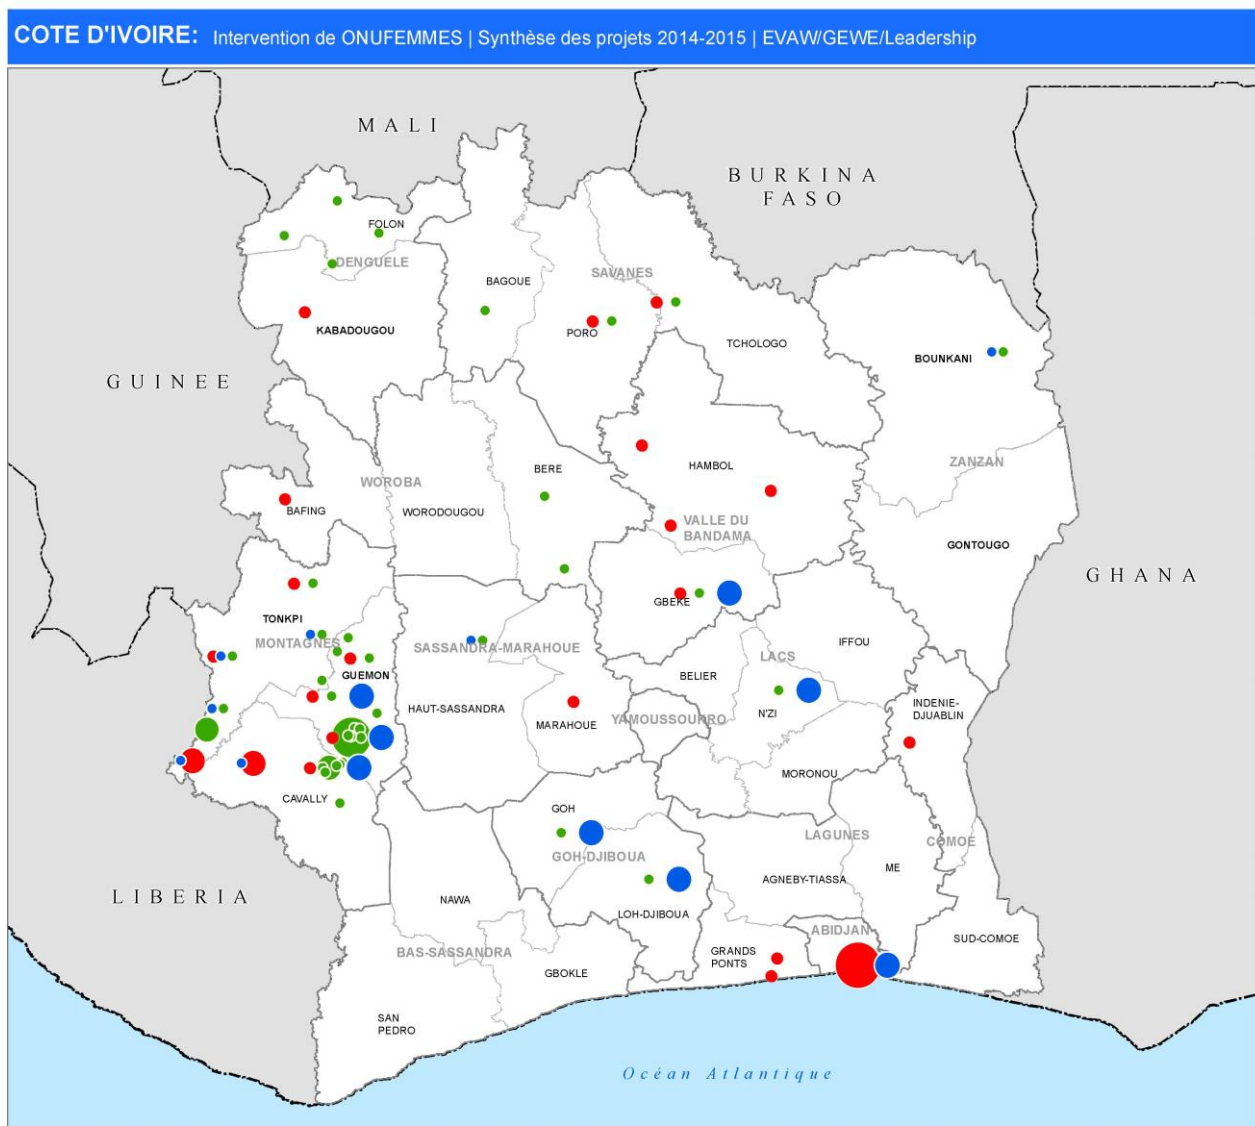 COTE D'IVOIRE: Intervention de ONUFEMMES | Synthèse des projets 2014-2015 | EVAW/GEWE/Leadership
MALI
BURKINA
FASO
FOLON
DENGUELE
SAVANES
BAGOUE
KABADOUGOU
PORO
TCHOLOGO
BOUNKANI
GUINEE
ZANZAN
HAMBOL
BERE
WOROBA
WORODOUGOU
BAFING
VALLE DU
BANDAMA
GONTOUGO
GHANA
GBEKE
TONKPI
MONTAGNES
SASSANDRA-MARAHOUE
IFFOU
LACS
GUEMON
BELIER
HAUT-SASSANDRA
INDENIE-
DJUABLIN
N'ZI
YAMOUSSOUKRO
MARAHOUE
MORONOU
CAVALLY
GOH
LAGUNES
COMOE
GOH-DJIBOUA
ME
AGNEBY-TIASSA
LIBERIA
NAWA
LOH-DJIBOUA
ABIDJAN
SUD-COMOE
BAS-SASSANDRA
GRANDS
PONTS
GBOKLE
SAN
PEDRO
Océan Atlantique